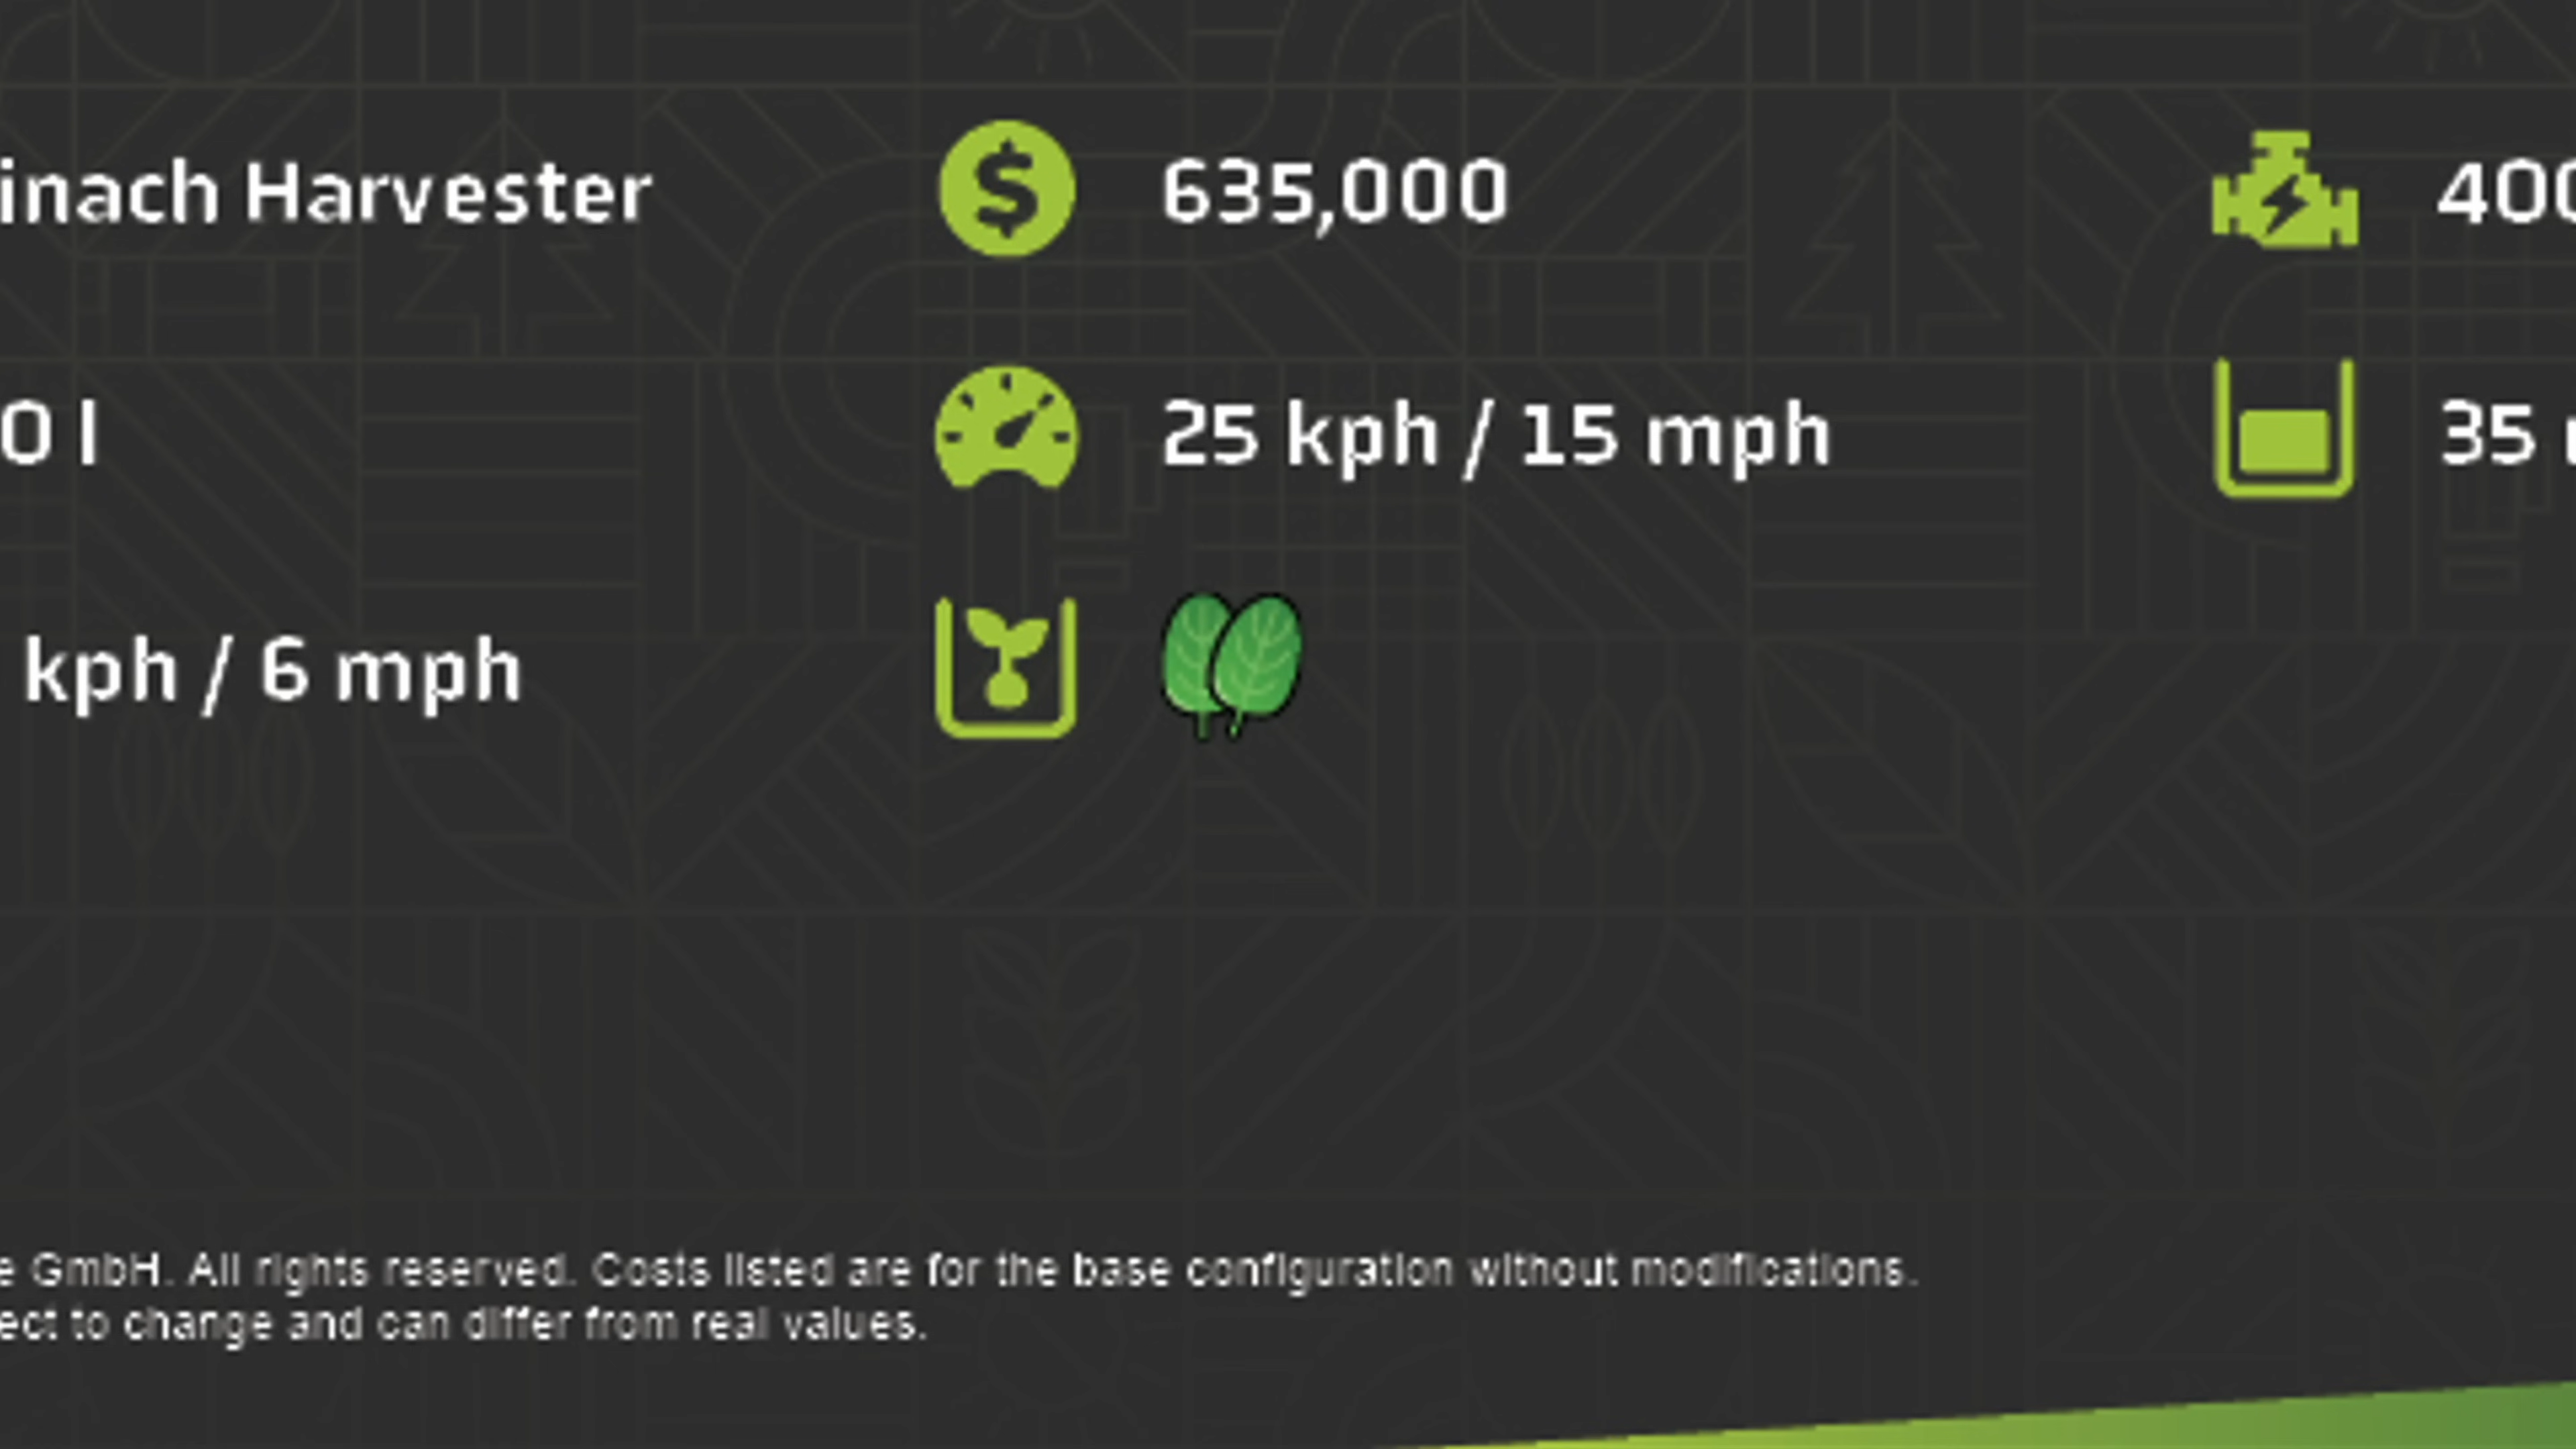 inach Harvester
635,000
400
0 l
25 kph / 15 mph
35
kph / 6 mph
e GmbH. All rights reserved. Costs listed are for the base configuration without modifications.
ect to change and can differ from real values.